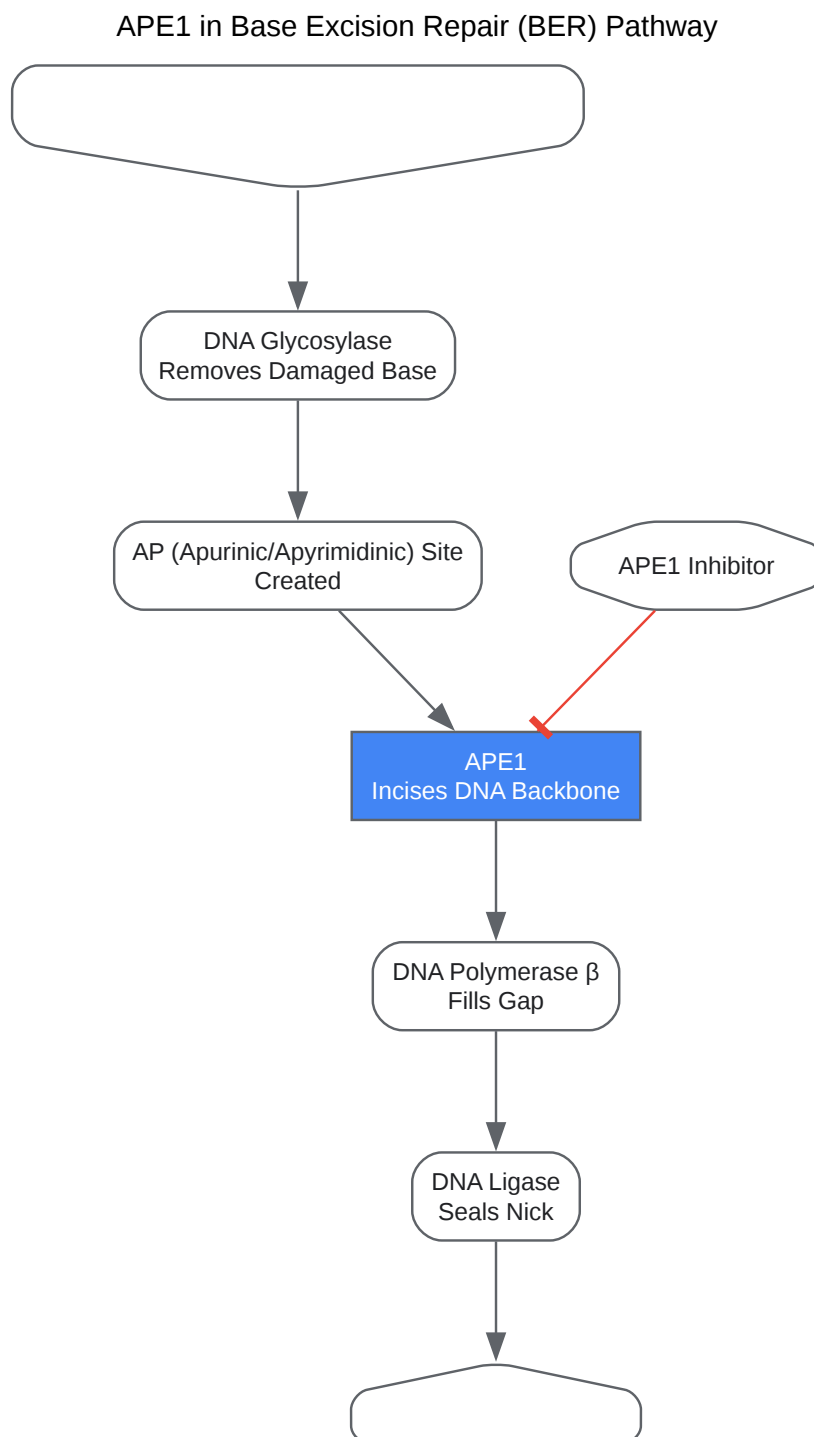 APE1 in Base Excision Repair (BER) Pathway
DNA Glycosylase
Removes Damaged Base
AP (Apurinic/Apyrimidinic) Site
Created
APE1 Inhibitor
APE1
Incises DNA Backbone
DNA Polymerase β
Fills Gap
DNA Ligase
Seals Nick